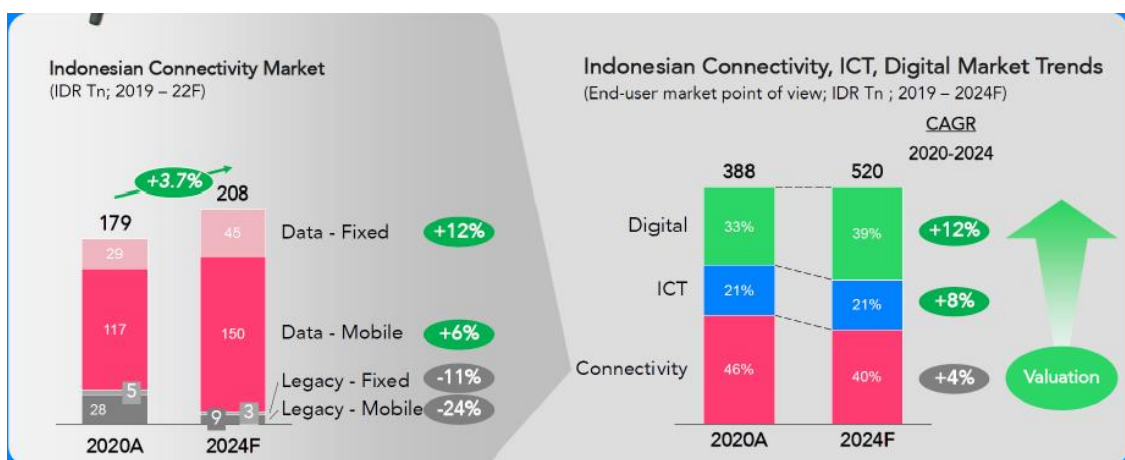 Indonesian Connectivity Market
(IDR Tn; 2019 – 22F)
+3.7%
179
208
29
45
Data - Fixed
+12%
117
150
Data - Mobile
+6%
5
3
Legacy - Fixed
-11%
28
9
Legacy - Mobile
-24%
2020A
2024F
Indonesian Connectivity, ICT, Digital Market Trends
(End-user market point of view; IDR Tn ; 2019 – 2024F)
CAGR
2020-2024
388
520
Digital
33%
39%
+12%
ICT
21%
21%
+8%
Connectivity
46%
40%
+4%
Valuation
2020A
2024F